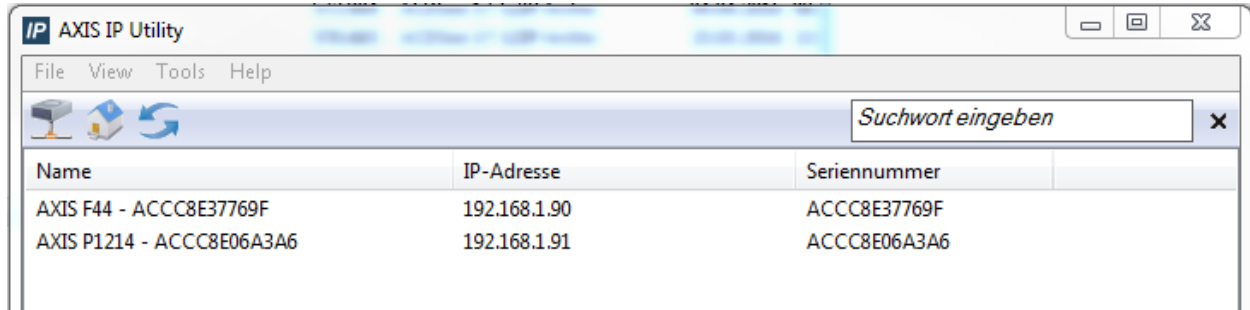 IP AXIS IP Utility
File View Tools Help
Suchwort eingeben
Name IP-Adresse Seriennummer
AXIS F44 - ACCC8E37769F 192.168.1.90 ACCC8E37769F
AXIS P1214 - ACCC8E06A3A6 192.168.1.91 ACCC8E06A3A6